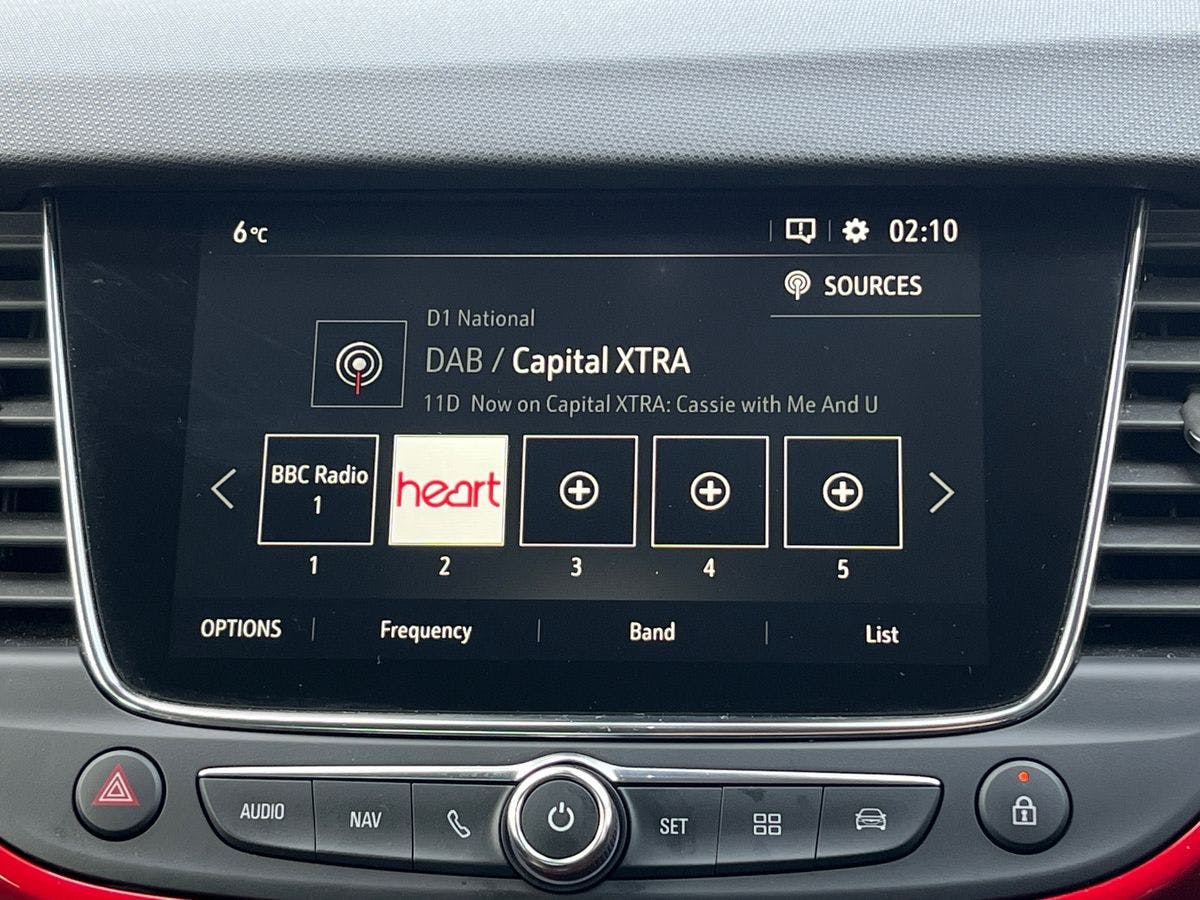 6°C
02:10
SOURCES
D1 National
DAB / Capital XTRA
11D Now on Capital XTRA: Cassie with Me And U
BBC Radio
1
heart
1 2 3 4 5
OPTIONS Frequency Band List
AUDIO NAV SET